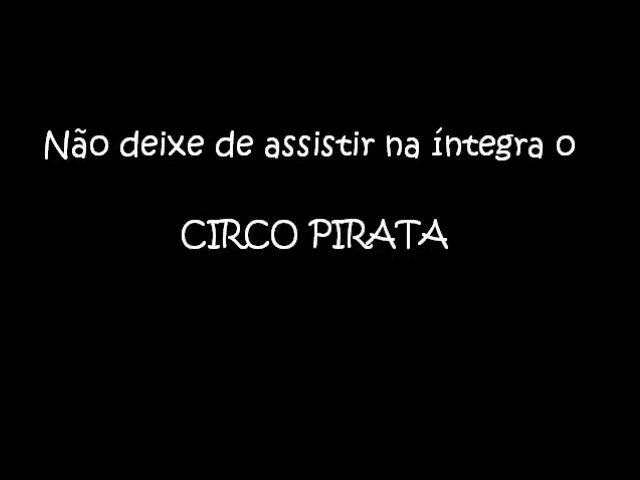 Não deixe de assistir na íntegra o
CIRCO PIRATA